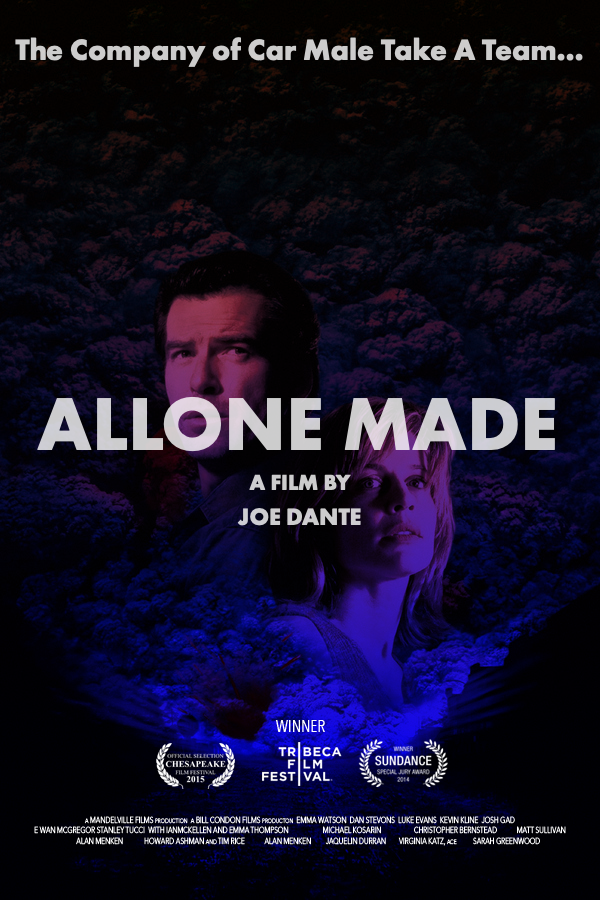 The Company of Car Male Take A Team...
ALLONE MADE
A FILM BY
JOE DANTE
WINNER
OFFICIAL SELECTION
CHESAPEAKE
FILM FESTIVAL
2015
TRIBECA
FILM
FESTIVAL
WINNER
SUNDANCE
SPECIAL JURY AWARD
2014
A MANDELVILLE FILMS PRODUCTION A BILL CONDON FILMS PRODUCTON EMMA WATSON DAN STEVONS LUKE EVANS KEVIN KLINE JOSH GAD
E WAN MCGREGOR STANLEY TUCCI WITH IANMCKELLEN AND EMMA THOMPSON MICHAEL KOSARIN CHRISTOPHER BERNSTEAD MATT SULLIVAN
ALAN MENKEN HOWARD ASHMAN AND TIM RICE ALAN MENKEN JAQUELIN DURRAN VIRGINIA KATZ, ACE SARAH GREENWOOD